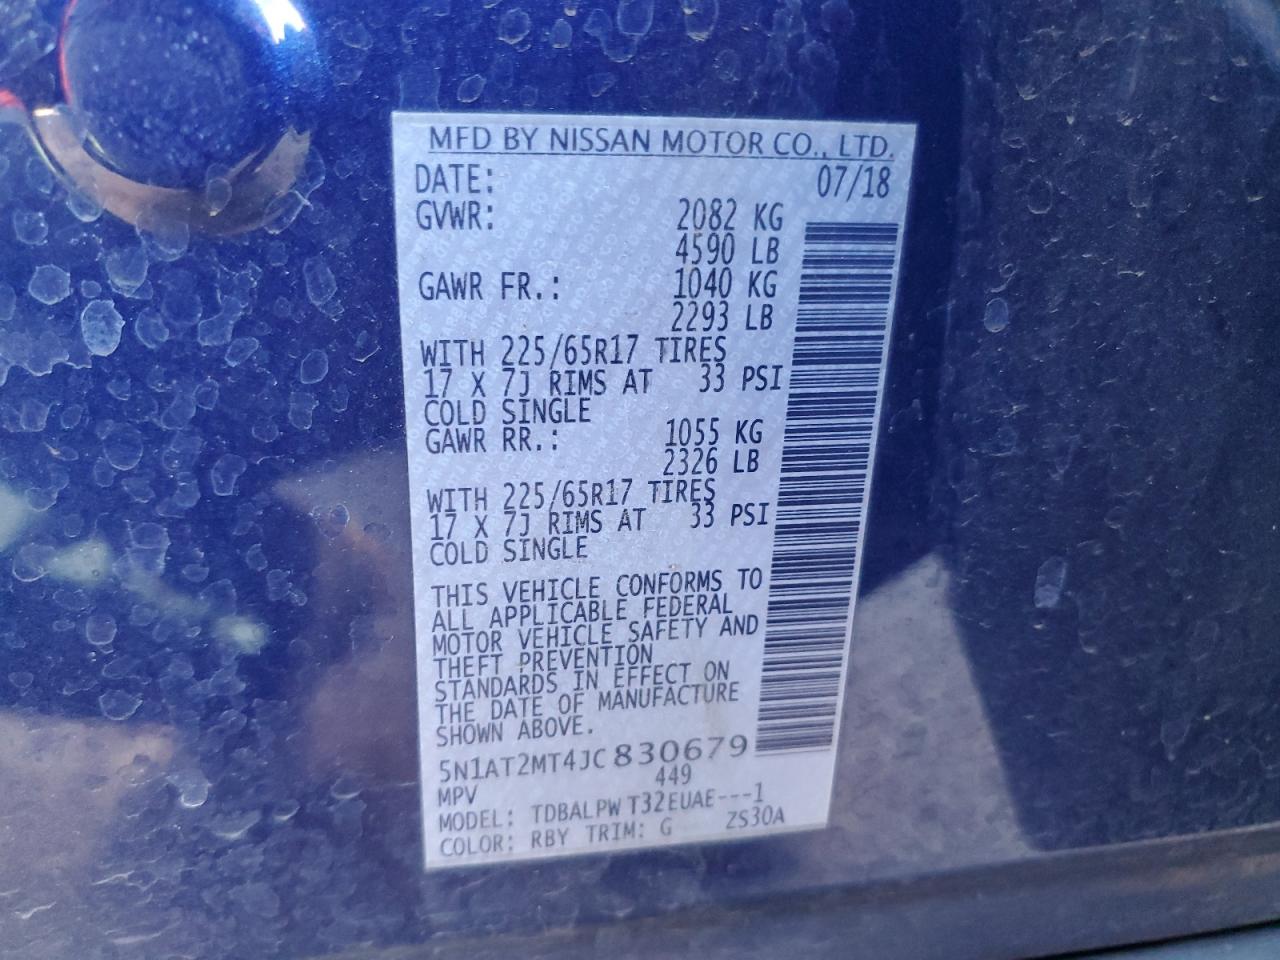 MFD BY NISSAN MOTOR CO., LTD.
DATE: 07/18
GVWR: 2082 KG
4590 LB
GAWR FR.: 1040 KG
2293 LB
WITH 225/65R17 TIRES
17 X 7J RIMS AT 33 PSI
COLD SINGLE
GAWR RR.: 1055 KG
2326 LB
WITH 225/65R17 TIRES
17 X 7J RIMS AT 33 PSI
COLD SINGLE
THIS VEHICLE CONFORMS TO
ALL APPLICABLE FEDERAL
MOTOR VEHICLE SAFETY AND
THEFT PREVENTION
STANDARDS IN EFFECT ON
THE DATE OF MANUFACTURE
SHOWN ABOVE.
5N1AT2MT4JC830679
MPV 449
MODEL: TDBALPW T32EUAE---1
COLOR: RBY TRIM: G ZS30A